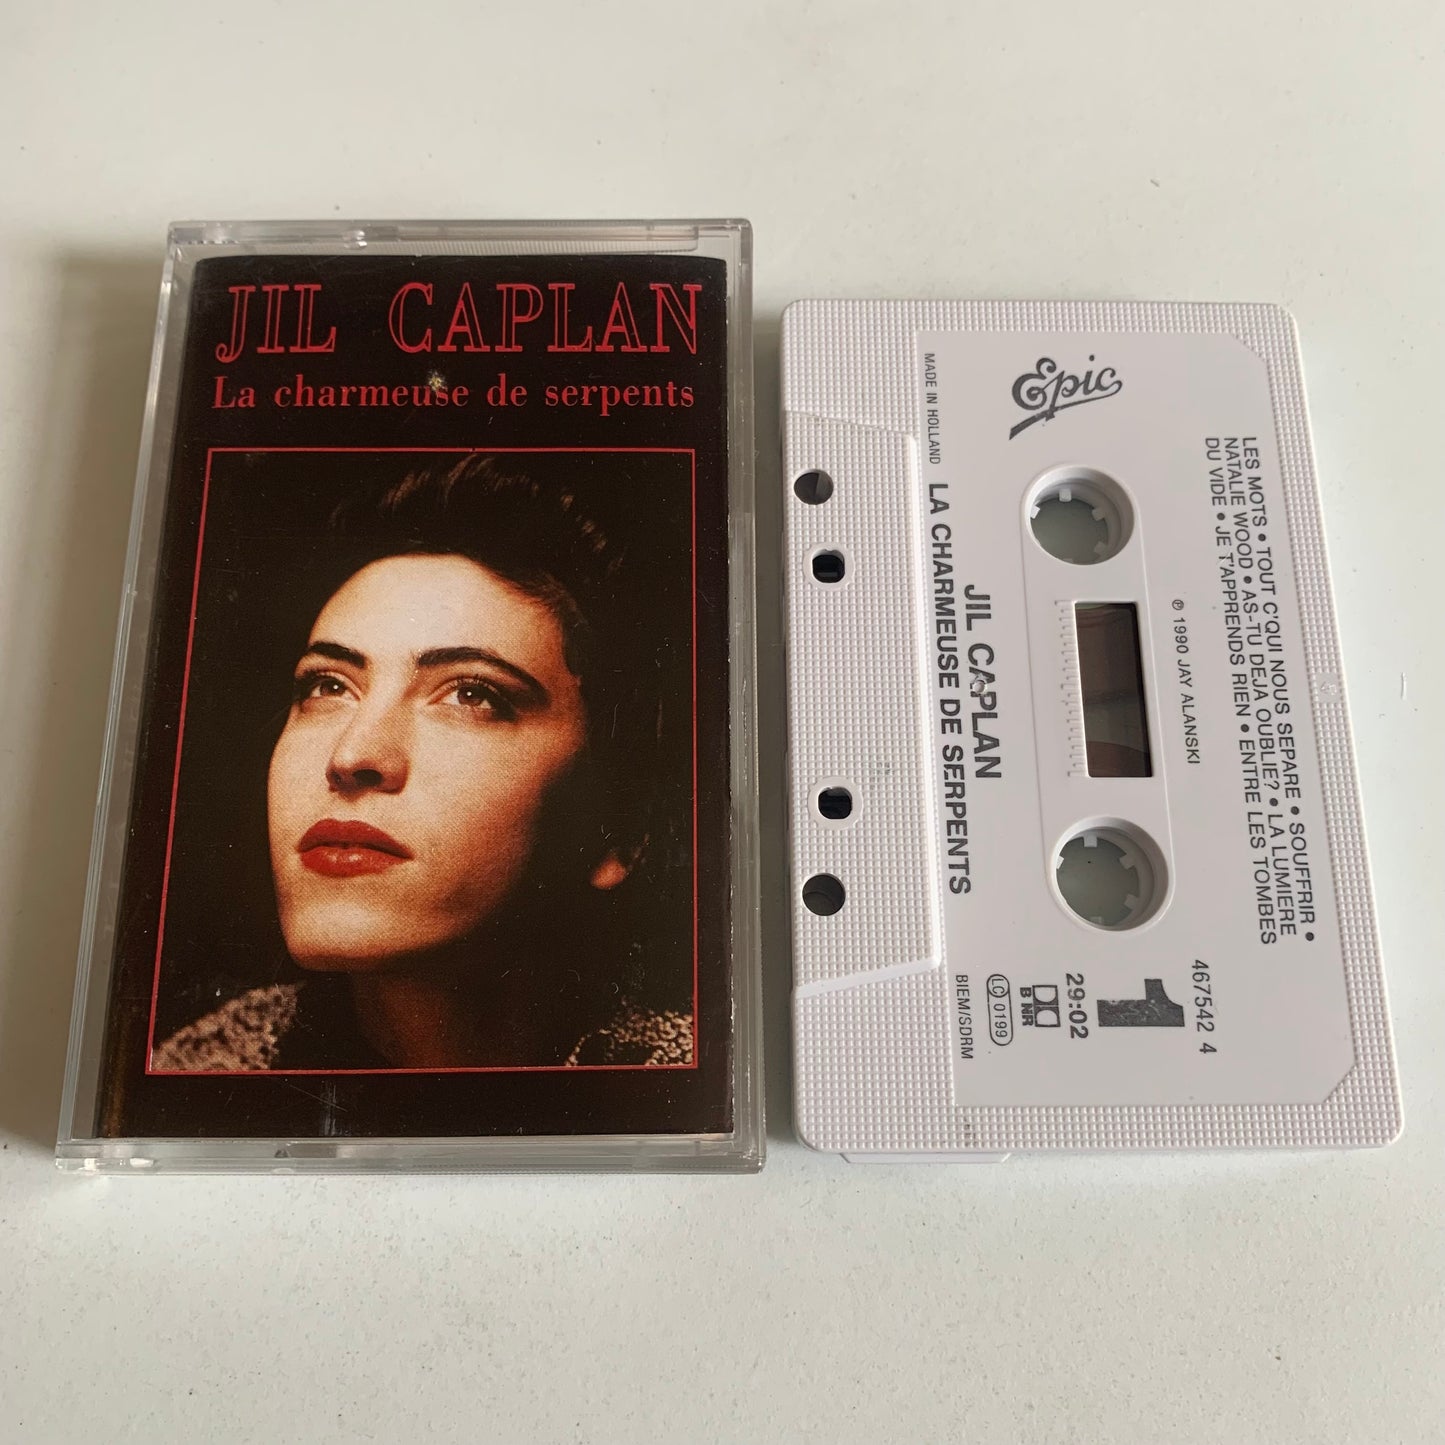 JIL CAPLAN
La charmeuse de serpents
Epic
LES MOTS • TOUT C'QUI NOUS SEPARE • SOUFFRIR •
NATALIE WOOD • AS-TU DEJA OUBLIE? • LA LUMIERE
DU VIDE • JE T'APPRENDS RIEN • ENTRE LES TOMBES
℗ 1990 JAY ALANSKI
467542 4
1
29:02
B NR
LC 0199
JIL CAPLAN
LA CHARMEUSE DE SERPENTS
MADE IN HOLLAND
BIEM/SDRM